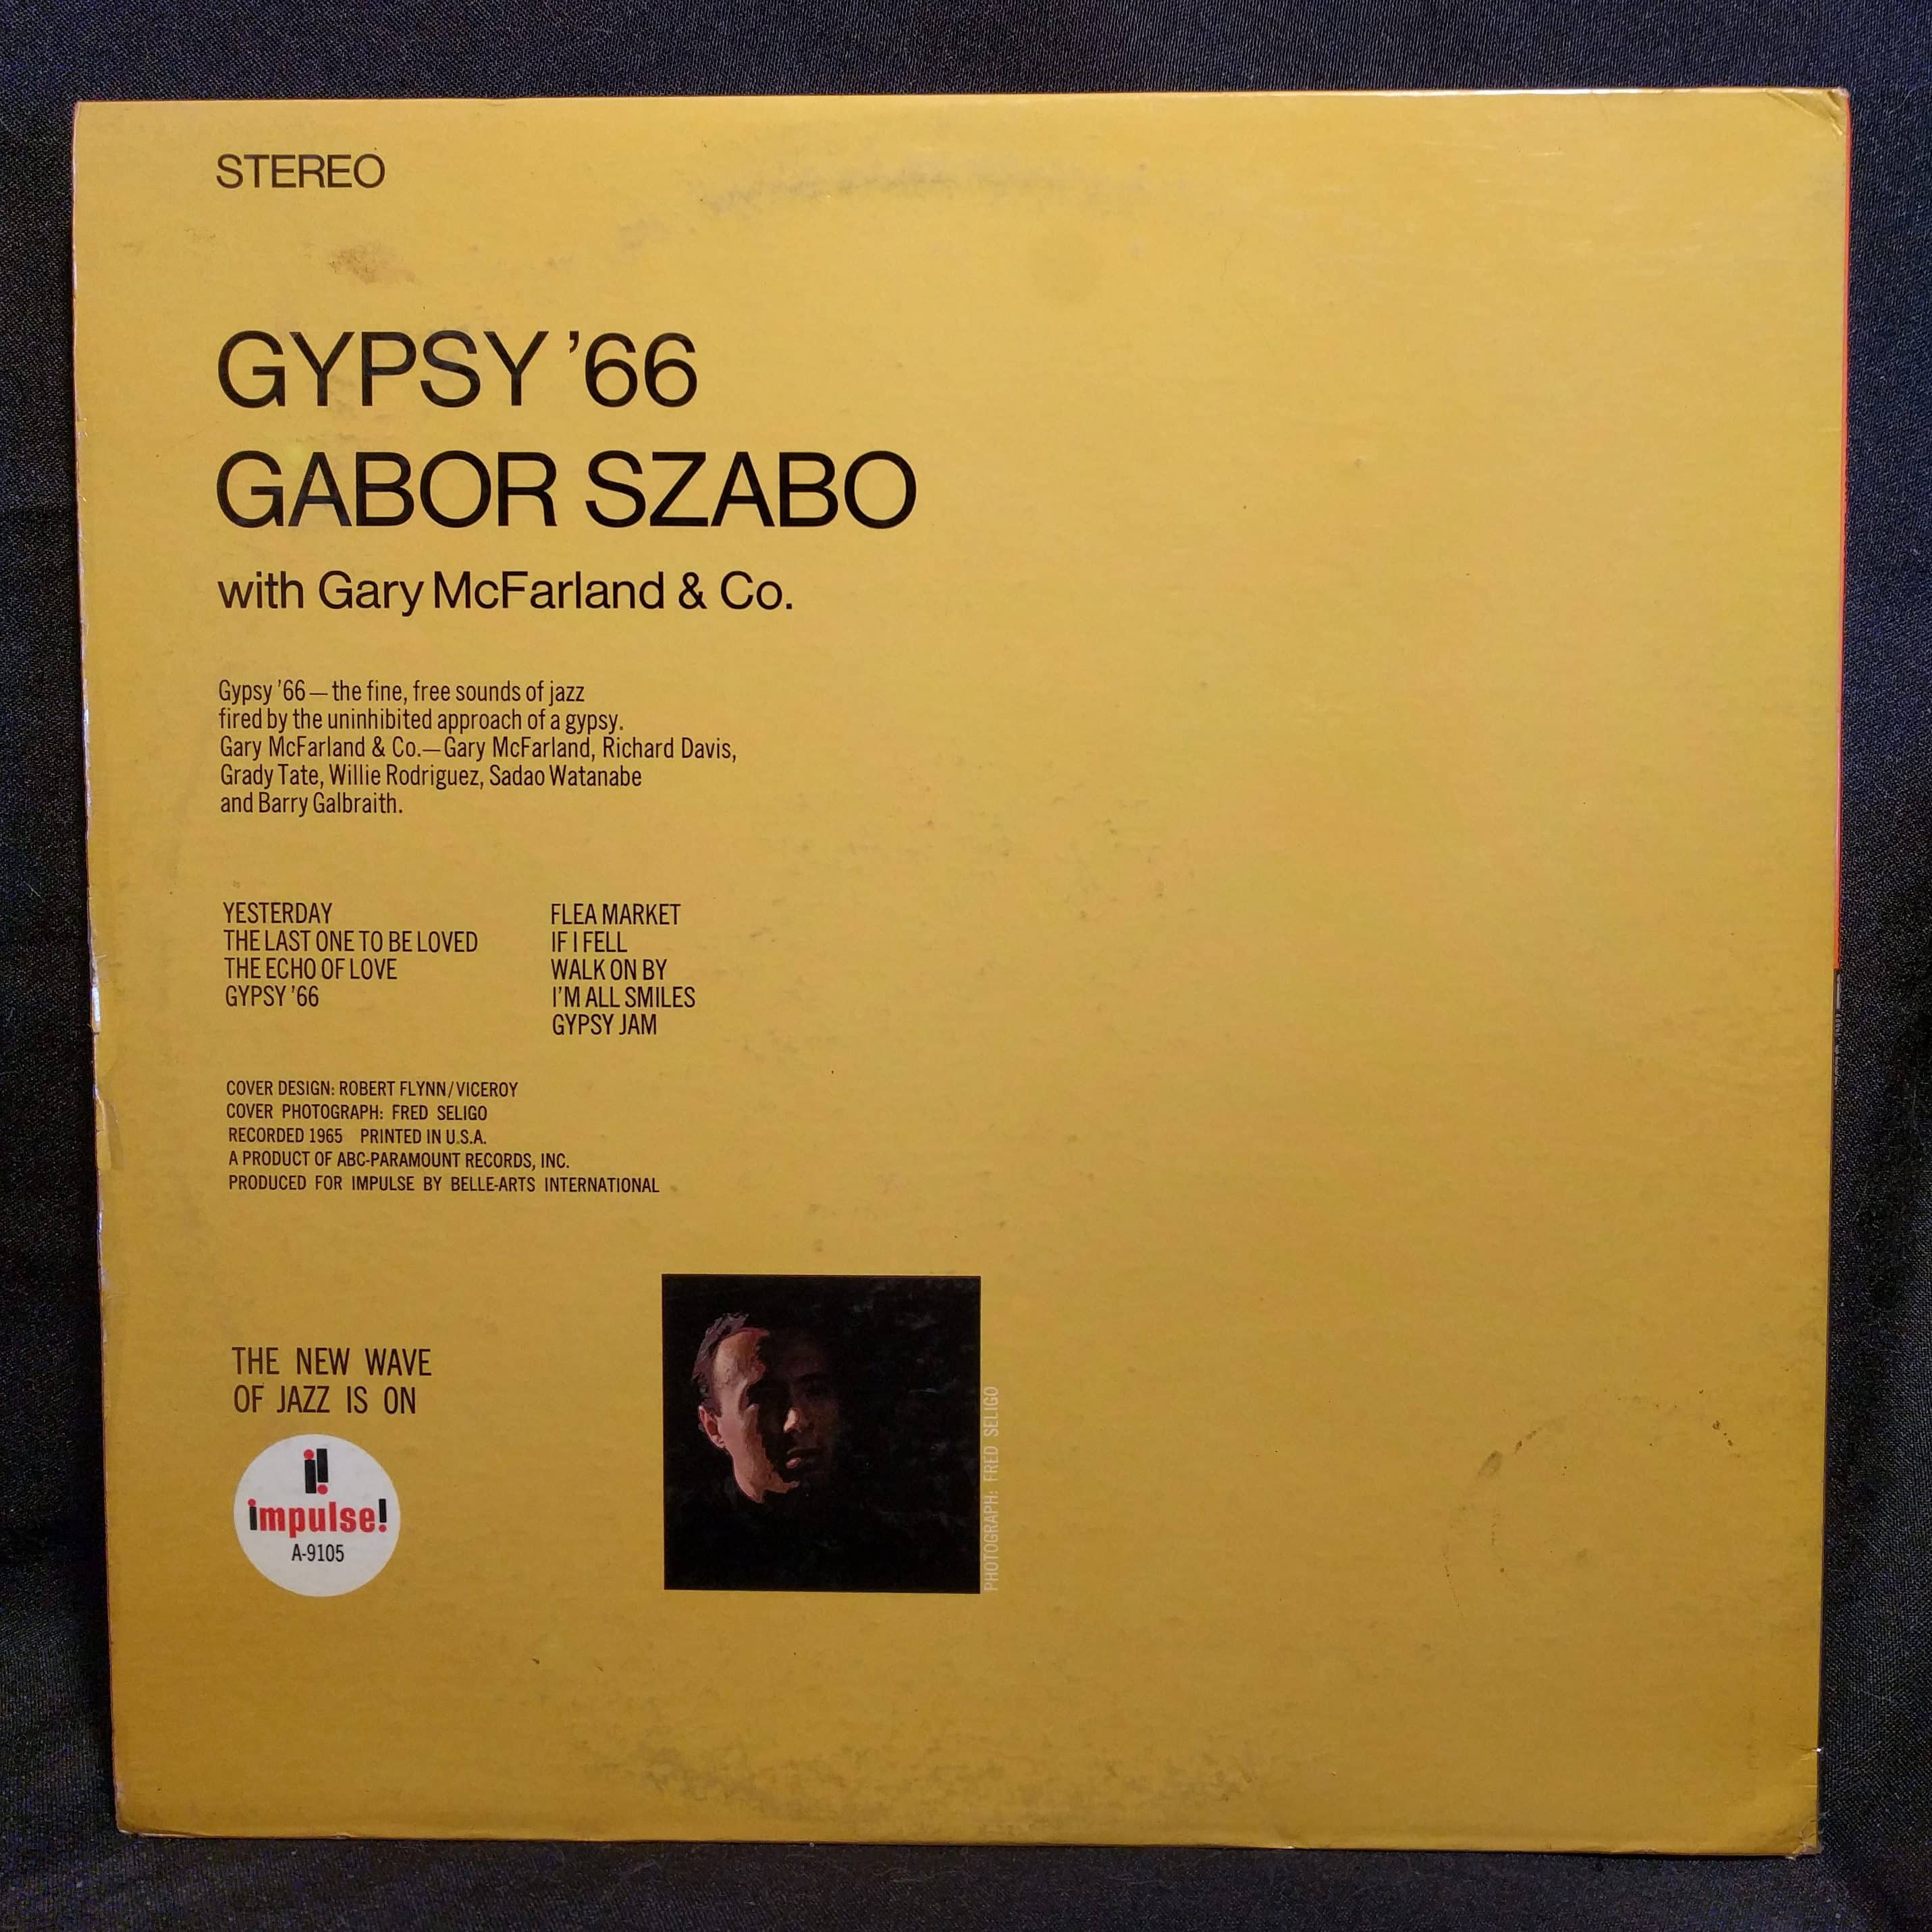 STEREO
GYPSY ’66
GABOR SZABO
with Gary McFarland & Co.
Gypsy ’66—the fine, free sounds of jazz
fired by the uninhibited approach of a gypsy.
Gary McFarland & Co.—Gary McFarland, Richard Davis,
Grady Tate, Willie Rodriguez, Sadao Watanabe
and Barry Galbraith.
YESTERDAY
THE LAST ONE TO BE LOVED
THE ECHO OF LOVE
GYPSY ’66
FLEA MARKET
IF I FELL
WALK ON BY
I’M ALL SMILES
GYPSY JAM
COVER DESIGN: ROBERT FLYNN/VICEROY
COVER PHOTOGRAPH: FRED SELIGO
RECORDED 1965 PRINTED IN U.S.A.
A PRODUCT OF ABC-PARAMOUNT RECORDS, INC.
PRODUCED FOR IMPULSE BY BELLE-ARTS INTERNATIONAL
THE NEW WAVE
OF JAZZ IS ON
i!
impulse!
A-9105
PHOTOGRAPH: FRED SELIGO